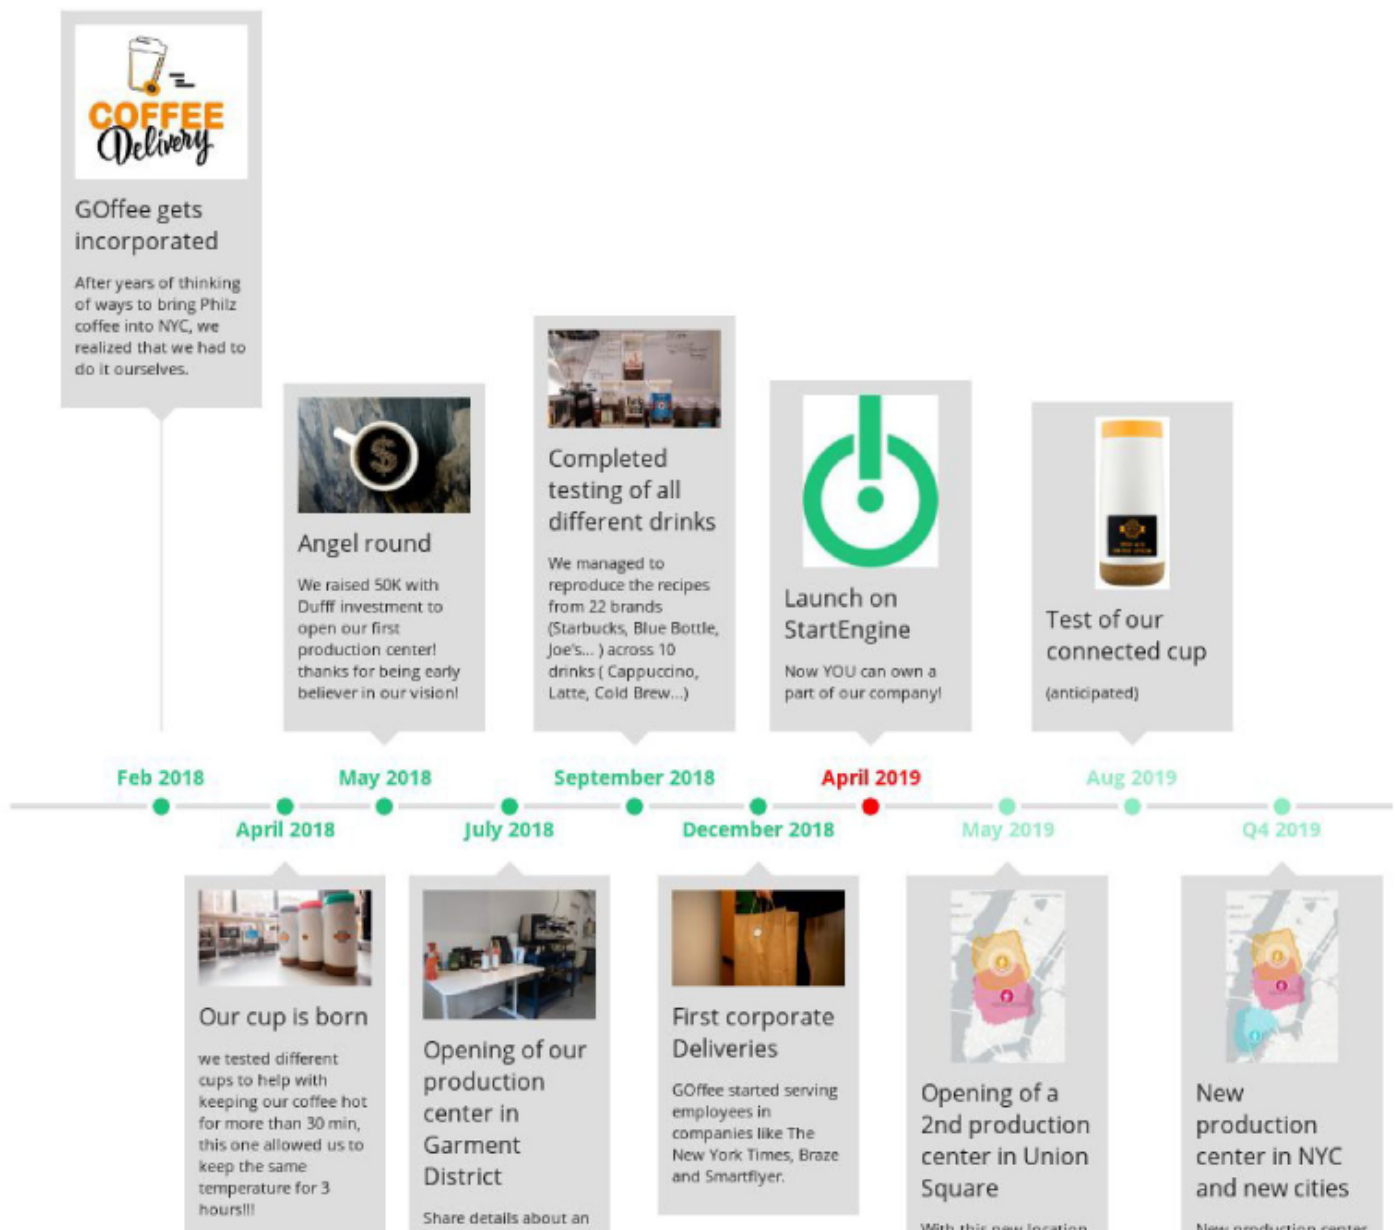 COFFEE
Delivery
GOffee gets
incorporated
After years of thinking
of ways to bring Philz
coffee into NYC, we
realized that we had to
do it ourselves.
Angel round
We raised 50K with
Dufff investment to
open our first
production center!
thanks for being early
believer in our vision!
Completed
testing of all
different drinks
We managed to
reproduce the recipes
from 22 brands
(Starbucks, Blue Bottle,
Joe's... ) across 10
drinks ( Cappuccino,
Latte, Cold Brew...)
Launch on
StartEngine
Now YOU can own a
part of our company!
Test of our
connected cup
(anticipated)
Feb 2018
May 2018
September 2018
April 2019
Aug 2019
April 2018
July 2018
December 2018
May 2019
Q4 2019
Our cup is born
we tested different
cups to help with
keeping our coffee hot
for more than 30 min,
this one allowed us to
keep the same
temperature for 3
hours!!!
Opening of our
production
center in
Garment
District
Share details about an
First corporate
Deliveries
GOffee started serving
employees in
companies like The
New York Times, Braze
and Smartflyer.
Opening of a
2nd production
center in Union
Square
With this new location
New
production
center in NYC
and new cities
New production center